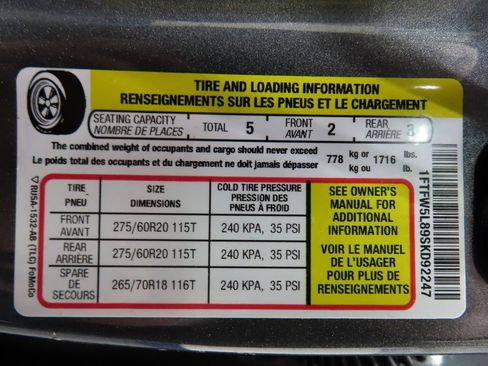 TIRE AND LOADING INFORMATION
RENSEIGNEMENTS SUR LES PNEUS ET LE CHARGEMENT
SEATING CAPACITY
NOMBRE DE PLACES
TOTAL 5
FRONT
AVANT
2
REAR
ARRIÈRE
3
The combined weight of occupants and cargo should never exceed
Le poids total des occupants et du chargement ne doit jamais dépasser
778 kg or
kg ou
1716 lbs.
lb.
TIRE
PNEU
SIZE
DIMENSIONS
COLD TIRE PRESSURE
PRESSION DES
PNEUS À FROID
FRONT
AVANT
275/60R20 115T
240 KPA, 35 PSI
REAR
ARRIÈRE
275/60R20 115T
240 KPA, 35 PSI
SPARE
DE SECOURS
265/70R18 116T
240 KPA, 35 PSI
SEE OWNER'S
MANUAL FOR
ADDITIONAL
INFORMATION
VOIR LE MANUEL
DE L'USAGER
POUR PLUS DE
RENSEIGNEMENTS
1FTFW5L89SKD92247
RU5A-1532-AB (TLC) FoMoCo